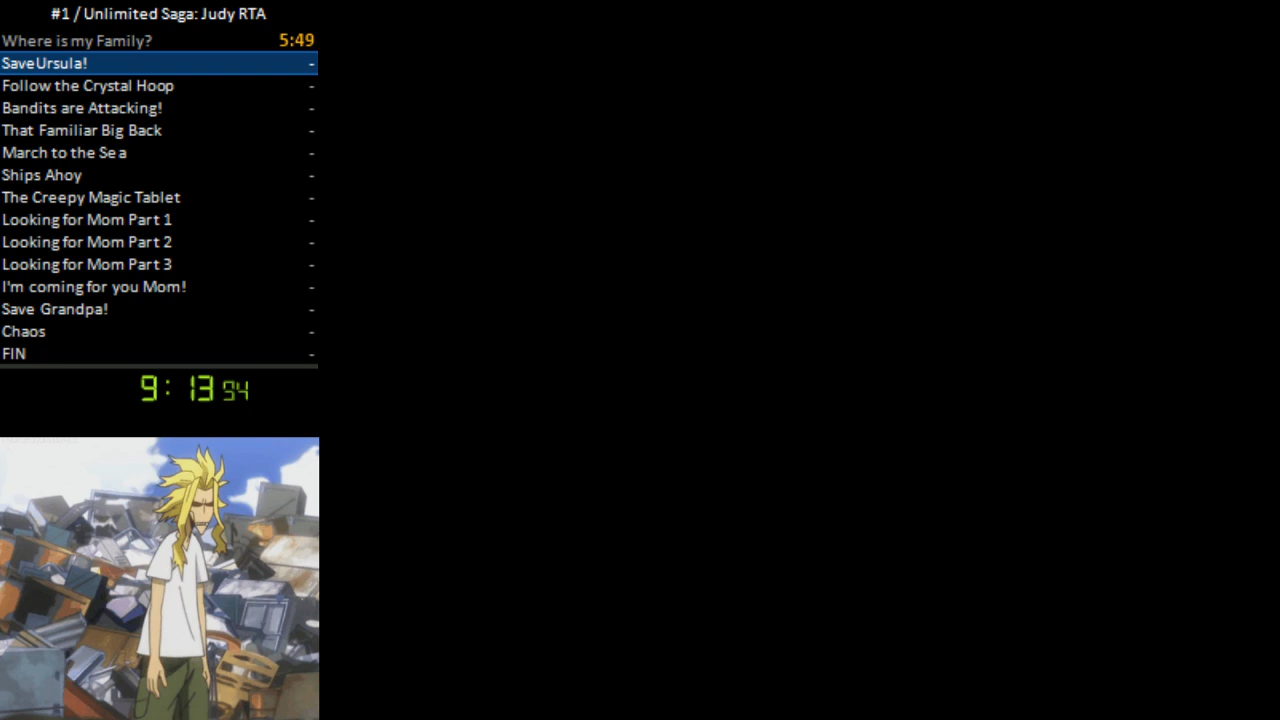 #1 / Unlimited Saga: Judy RTA
Where is my Family? 5:49
Save Ursula! -
Follow the Crystal Hoop -
Bandits are Attacking! -
That Familiar Big Back -
March to the Sea -
Ships Ahoy -
The Creepy Magic Tablet -
Looking for Mom Part 1 -
Looking for Mom Part 2 -
Looking for Mom Part 3 -
I'm coming for you Mom! -
Save Grandpa! -
Chaos -
FIN -
9:13 94